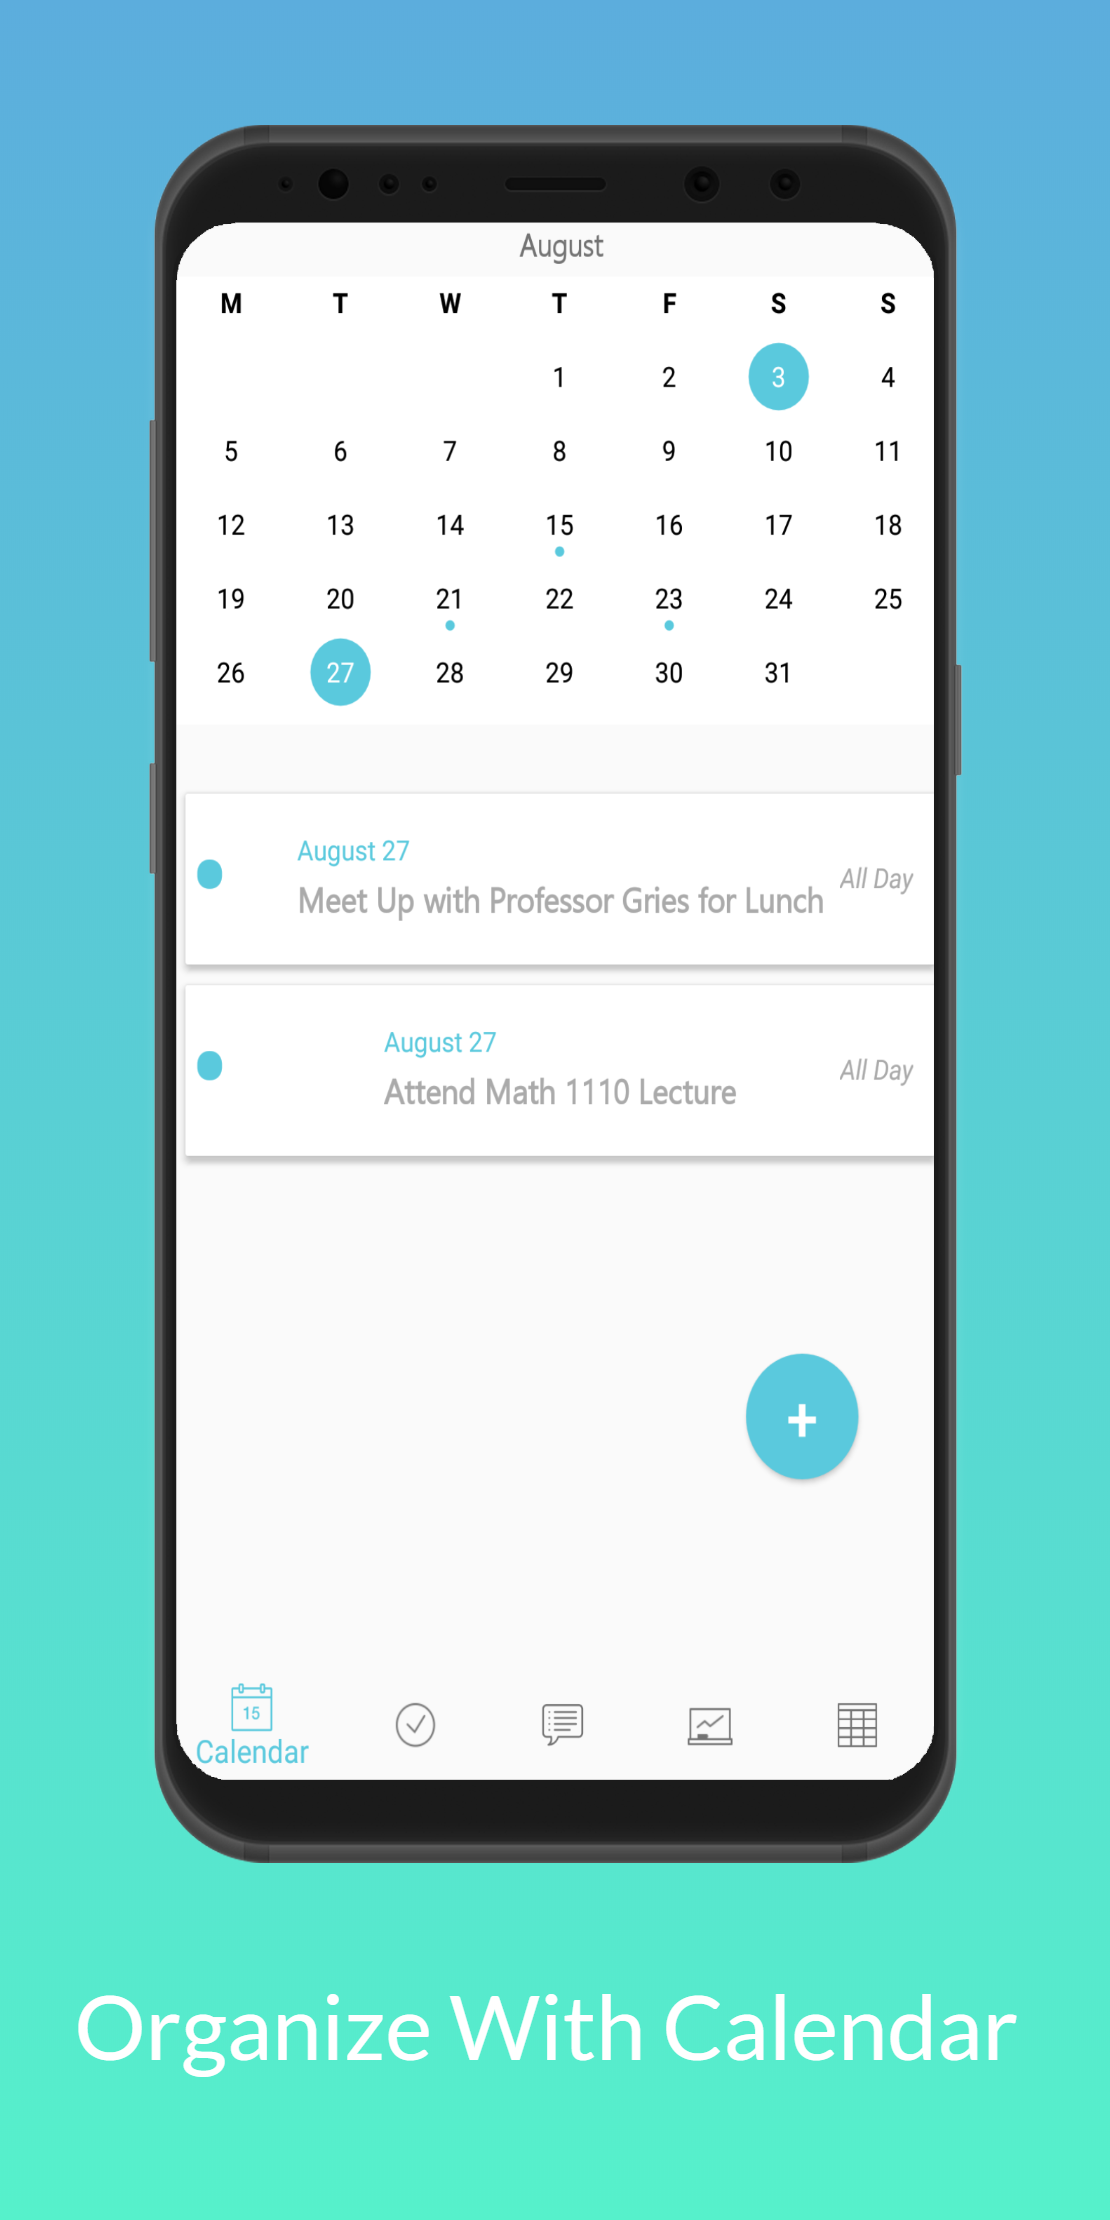 August
M T W T F S S
1 2 3 4
5 6 7 8 9 10 11
12 13 14 15 16 17 18
19 20 21 22 23 24 25
26 27 28 29 30 31
August 27
Meet Up with Professor Gries for Lunch
All Day
August 27
Attend Math 1110 Lecture
All Day
15
Calendar
+
Organize With Calendar